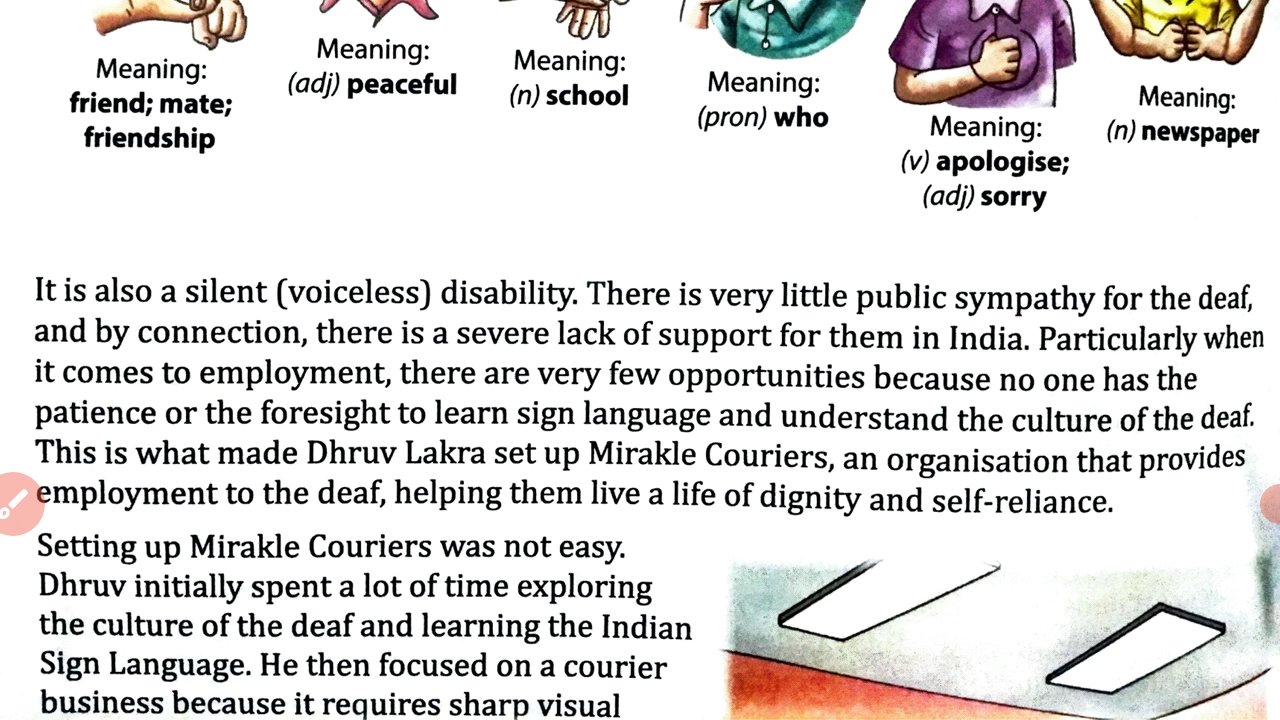 Meaning:
friend; mate;
friendship
Meaning:
(adj) peaceful
Meaning:
(n) school
Meaning:
(pron) who
Meaning:
(v) apologise;
(adj) sorry
Meaning:
(n) newspaper
It is also a silent (voiceless) disability. There is very little public sympathy for the deaf,
and by connection, there is a severe lack of support for them in India. Particularly when
it comes to employment, there are very few opportunities because no one has the
patience or the foresight to learn sign language and understand the culture of the deaf.
This is what made Dhruv Lakra set up Mirakle Couriers, an organisation that provides
employment to the deaf, helping them live a life of dignity and self-reliance.
Setting up Mirakle Couriers was not easy.
Dhruv initially spent a lot of time exploring
the culture of the deaf and learning the Indian
Sign Language. He then focused on a courier
business because it requires sharp visual